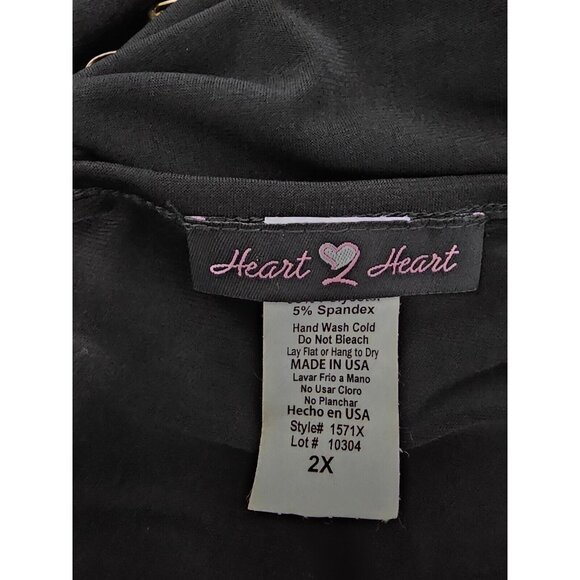 Heart 2 Heart
5% Spandex
Hand Wash Cold
Do Not Bleach
Lay Flat or Hang to Dry
MADE IN USA
Lavar Frio a Mano
No Usar Cloro
No Planchar
Hecho en USA
Style# 1571X
Lot # 10304
2X